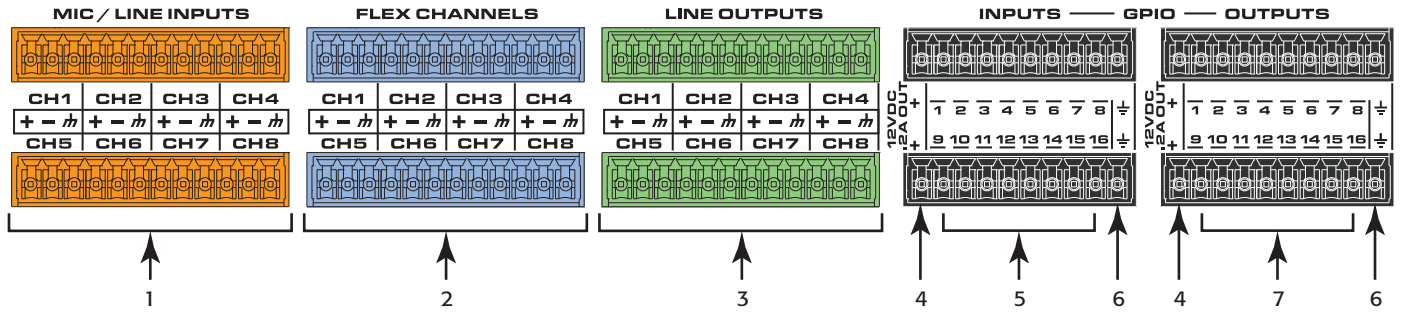 MIC / LINE INPUTS FLEX CHANNELS LINE OUTPUTS INPUTS — GPIO — OUTPUTS
CH1 CH2 CH3 CH4 CH1 CH2 CH3 CH4 CH1 CH2 CH3 CH4
+ - + - + - + - + - + - + - + - + - + - + - + -
CH5 CH6 CH7 CH8 CH5 CH6 CH7 CH8 CH5 CH6 CH7 CH8
12VDC
.2A OUT
+ 1 2 3 4 5 6 7 8
+ 9 10 11 12 13 14 15 16
12VDC
.2A OUT
+ 1 2 3 4 5 6 7 8
+ 9 10 11 12 13 14 15 16
1 2 3 4 5 6 4 7 6